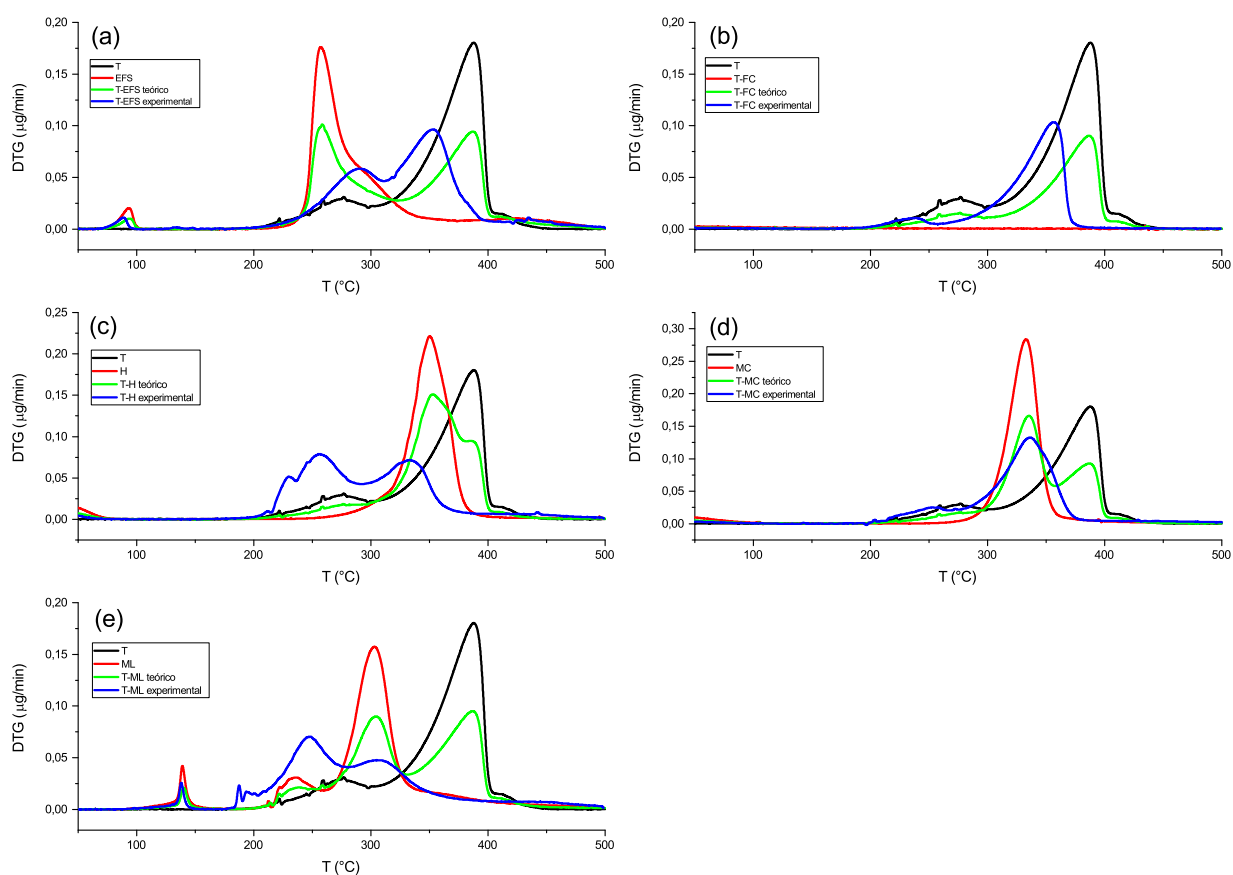 (a)
T
EFS
T-EFS teórico
T-EFS experimental
DTG (µg/min)
0,20
0,15
0,10
0,05
0,00
100 200 300 400 500
T (°C)
(b)
T
T-FC
T-FC teórico
T-FC experimental
DTG (µg/min)
0,20
0,15
0,10
0,05
0,00
100 200 300 400 500
T (°C)
(c)
T
H
T-H teórico
T-H experimental
DTG (µg/min)
0,25
0,20
0,15
0,10
0,05
0,00
100 200 300 400 500
T (°C)
(d)
T
MC
T-MC teórico
T-MC experimental
DTG (µg/min)
0,30
0,25
0,20
0,15
0,10
0,05
0,00
100 200 300 400 500
T (°C)
(e)
T
ML
T-ML teórico
T-ML experimental
DTG (µg/min)
0,20
0,15
0,10
0,05
0,00
100 200 300 400 500
T (°C)